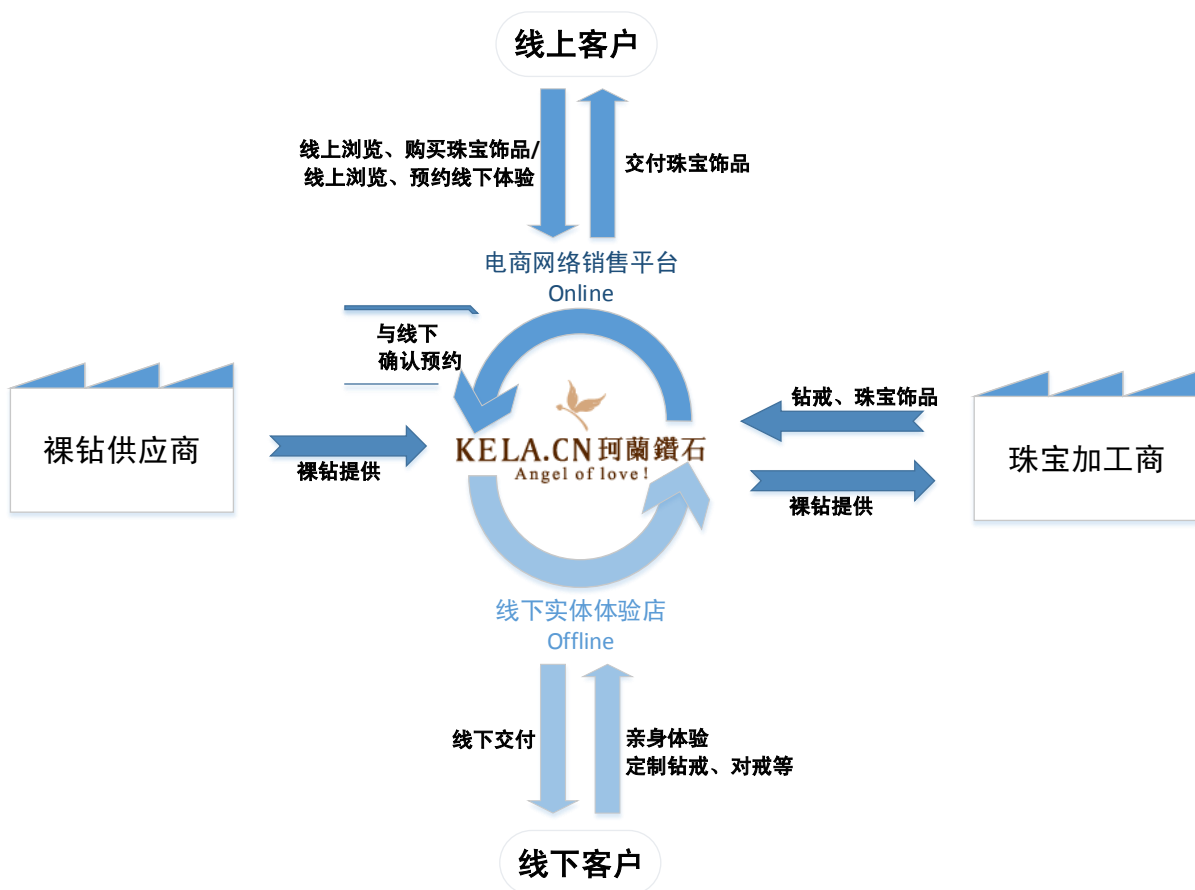 线上客户
线上浏览、购买珠宝饰品/
线上浏览、预约线下体验
交付珠宝饰品
电商网络销售平台
Online
与线下
确认预约
裸钻供应商
裸钻提供
KELA.CN 珂蘭鑽石
Angel of love!
钻戒、珠宝饰品
裸钻提供
珠宝加工商
线下实体体验店
Offline
线下交付
亲身体验
定制钻戒、对戒等
线下客户